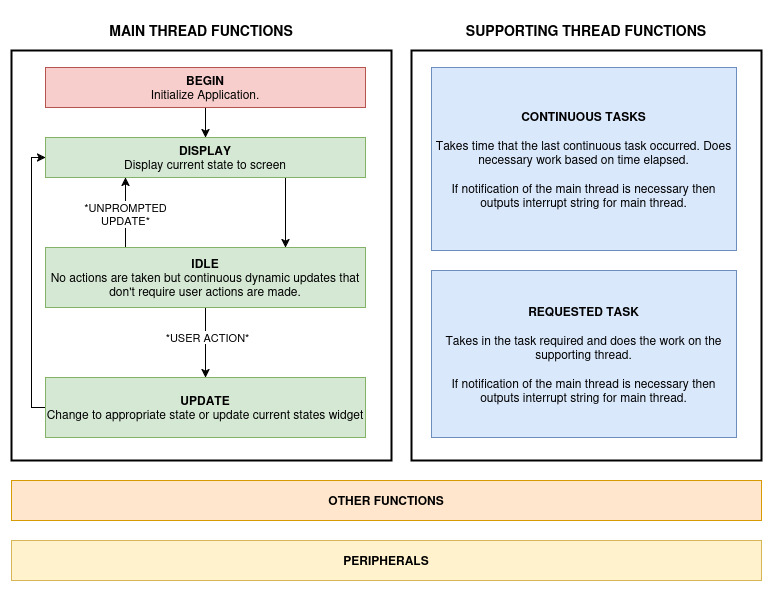 MAIN THREAD FUNCTIONS
BEGIN
Initialize Application.
DISPLAY
Display current state to screen
*UNPROMPTED
UPDATE*
IDLE
No actions are taken but continuous dynamic updates that
don't require user actions are made.
*USER ACTION*
UPDATE
Change to appropriate state or update current states widget
SUPPORTING THREAD FUNCTIONS
CONTINUOUS TASKS
Takes time that the last continuous task occurred. Does
necessary work based on time elapsed.
If notification of the main thread is necessary then
outputs interrupt string for main thread.
REQUESTED TASK
Takes in the task required and does the work on the
supporting thread.
If notification of the main thread is necessary then
outputs interrupt string for main thread.
OTHER FUNCTIONS
PERIPHERALS